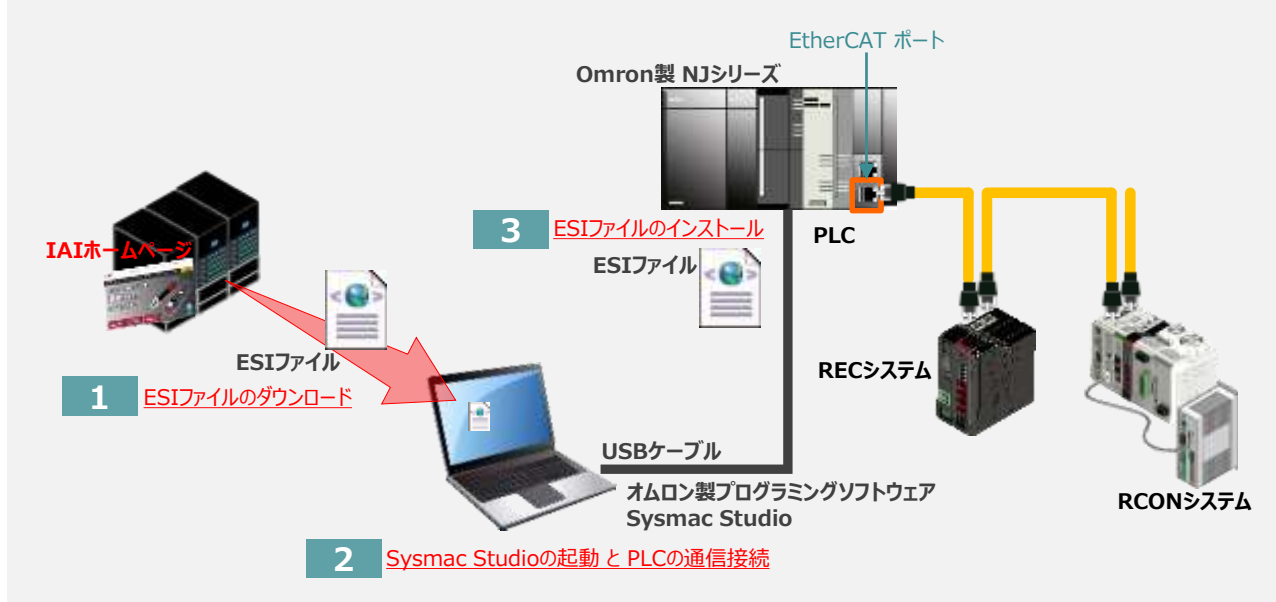 EtherCAT ポート
Omron製 NJシリーズ
3
ESIファイルのインストール
PLC
ESIファイル
IAIホームページ
ESIファイル
1
ESIファイルのダウンロード
RECシステム
USBケーブル
オムロン製プログラミングソフトウェア
Sysmac Studio
RCONシステム
2
Sysmac Studioの起動 と PLCの通信接続